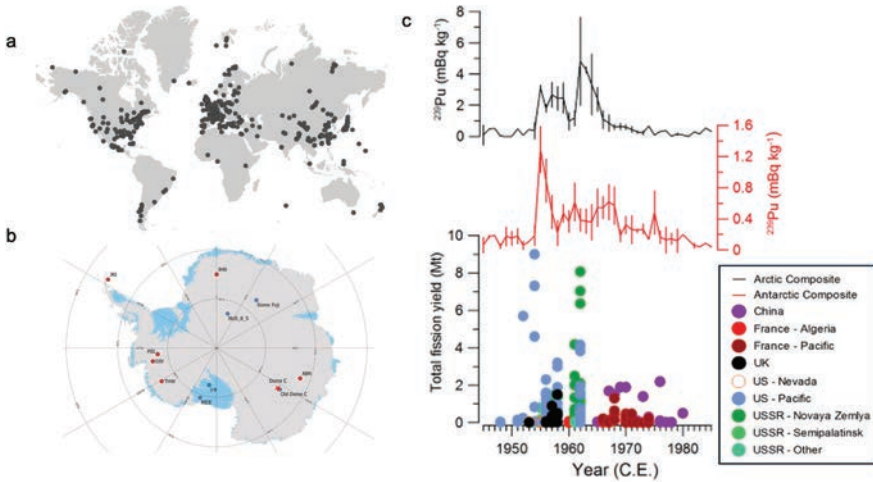 a
b
c
Dome Fuji
Dome C
Old Dome C
²³⁹Pu (mBq kg⁻¹)
8
6
4
2
0
1.6
1.2
0.8
0.4
0
²³⁹Pu (mBq kg⁻¹)
Total fission yield (Mt)
10
8
6
4
2
0
1950
1960
1970
1980
Year (C.E.)
Arctic Composite
Antarctic Composite
China
France - Algeria
France - Pacific
UK
US - Nevada
US - Pacific
USSR - Novaya Zemlya
USSR - Semipalatinsk
USSR - Other